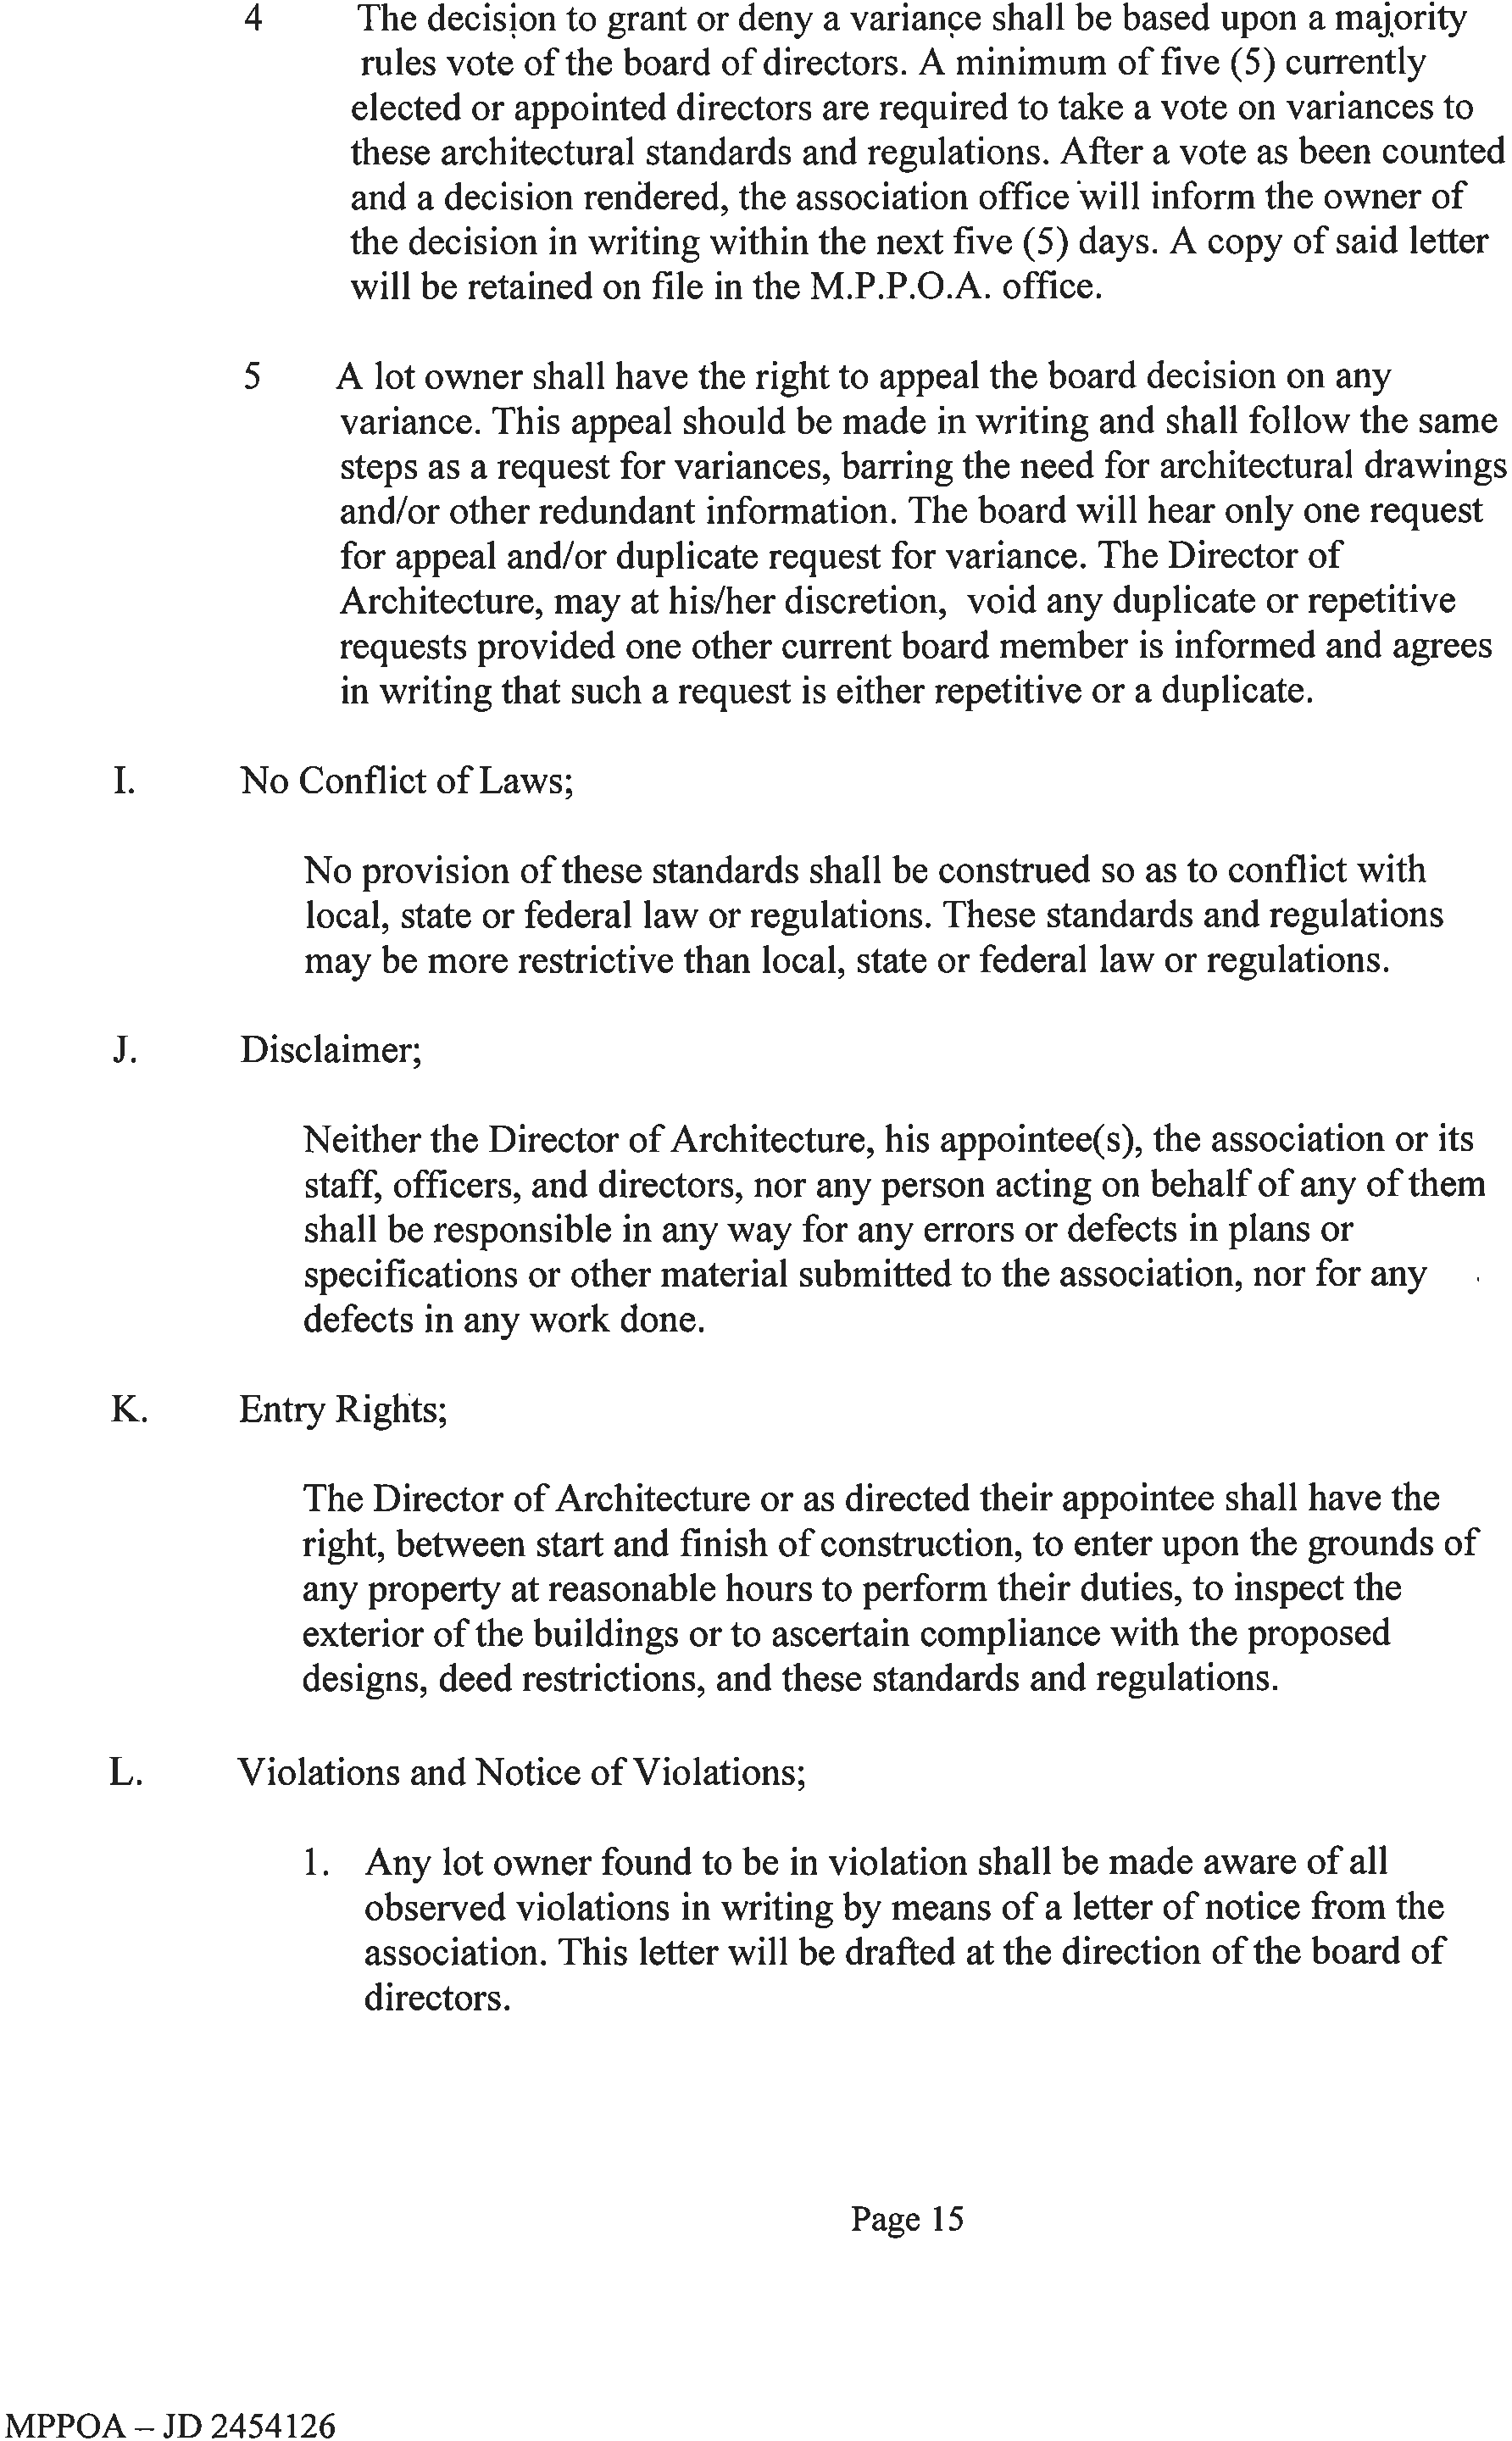 4 The decision to grant or deny a variance shall be based upon a majority
rules vote of the board of directors. A minimum of five (5) currently
elected or appointed directors are required to take a vote on variances to
these architectural standards and regulations. After a vote as been counted
and a decision rendered, the association office will inform the owner of
the decision in writing within the next five (5) days. A copy of said letter
will be retained on file in the M.P.P.O.A. office.
5 A lot owner shall have the right to appeal the board decision on any
variance. This appeal should be made in writing and shall follow the same
steps as a request for variances, barring the need for architectural drawings
and/or other redundant information. The board will hear only one request
for appeal and/or duplicate request for variance. The Director of
Architecture, may at his/her discretion, void any duplicate or repetitive
requests provided one other current board member is informed and agrees
in writing that such a request is either repetitive or a duplicate.
I. No Conflict of Laws;
No provision of these standards shall be construed so as to conflict with
local, state or federal law or regulations. These standards and regulations
may be more restrictive than local, state or federal law or regulations.
J. Disclaimer;
Neither the Director of Architecture, his appointee(s), the association or its
staff, officers, and directors, nor any person acting on behalf of any of them
shall be responsible in any way for any errors or defects in plans or
specifications or other material submitted to the association, nor for any
defects in any work done.
K. Entry Rights;
The Director of Architecture or as directed their appointee shall have the
right, between start and finish of construction, to enter upon the grounds of
any property at reasonable hours to perform their duties, to inspect the
exterior of the buildings or to ascertain compliance with the proposed
designs, deed restrictions, and these standards and regulations.
L. Violations and Notice of Violations;
1. Any lot owner found to be in violation shall be made aware of all
observed violations in writing by means of a letter of notice from the
association. This letter will be drafted at the direction of the board of
directors.
Page 15
MPPOA – JD 2454126